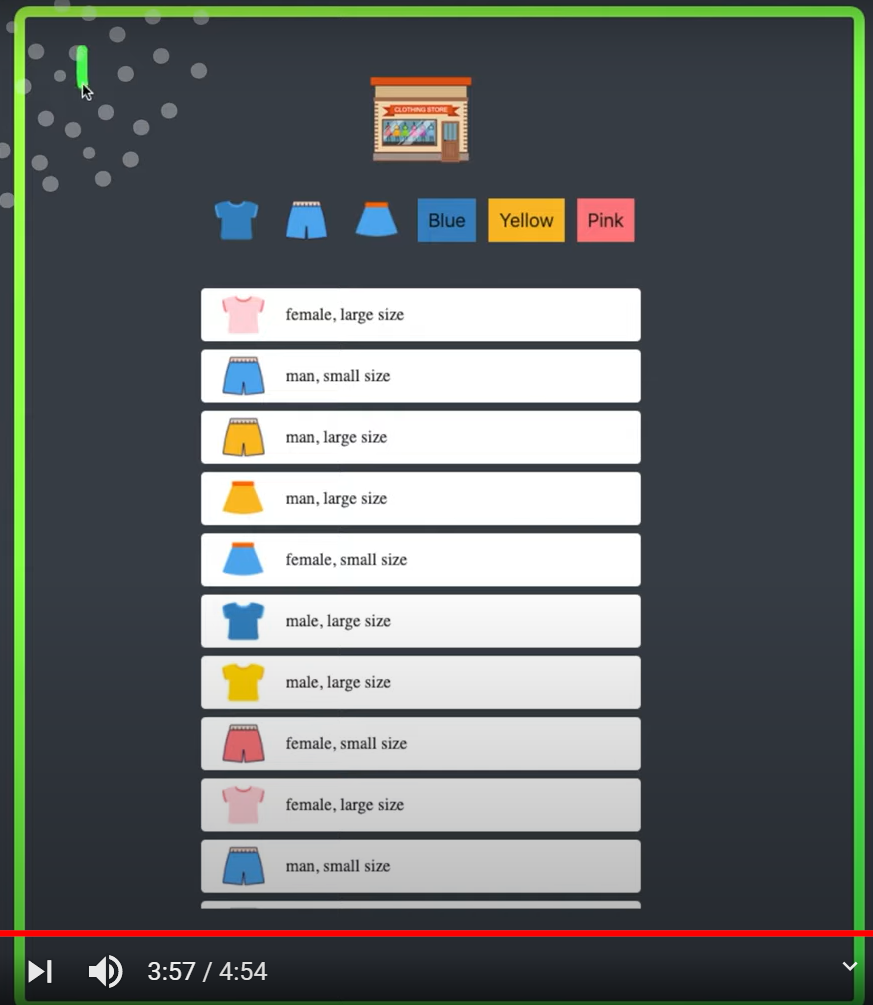 CLOTHING STORE
Blue Yellow Pink
female, large size
man, small size
man, large size
man, large size
female, small size
male, large size
male, large size
female, small size
female, large size
man, small size
3:57 / 4:54